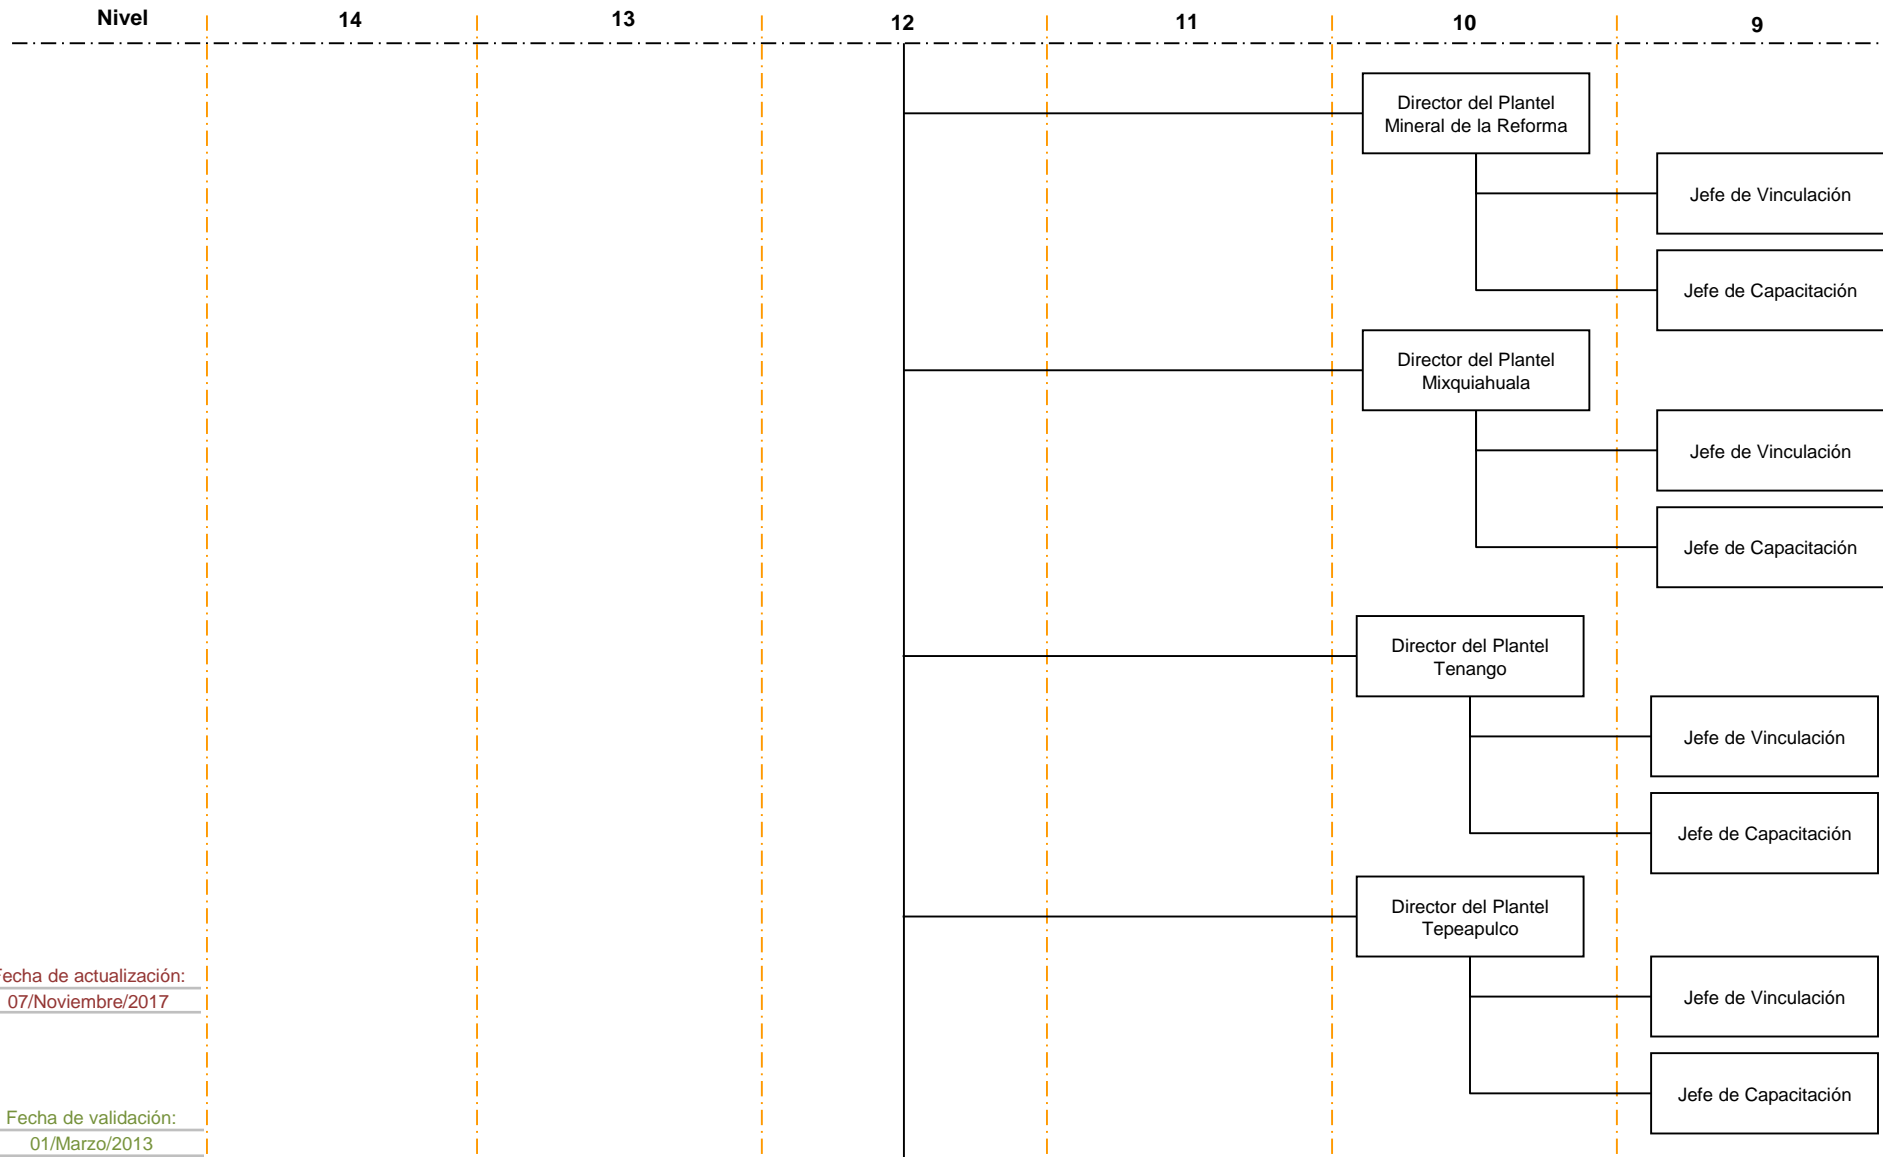 Nivel 14 13 12 11 10 9
Director del Plantel
Mineral de la Reforma
Jefe de Vinculación
Jefe de Capacitación
Director del Plantel
Mixquiahuala
Jefe de Vinculación
Jefe de Capacitación
Director del Plantel
Tenango
Jefe de Vinculación
Jefe de Capacitación
Director del Plantel
Tepeapulco
Jefe de Vinculación
Jefe de Capacitación
Fecha de actualización:
07/Noviembre/2017
Fecha de validación:
01/Marzo/2013